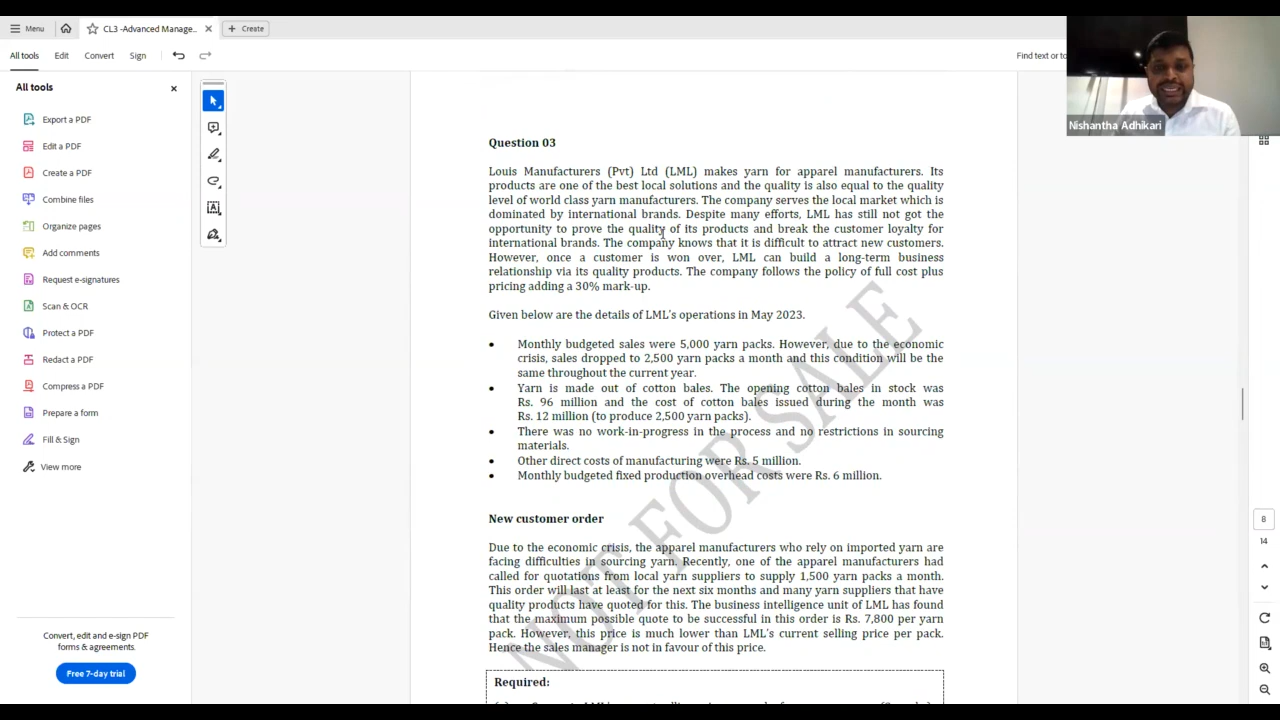 Menu
CL3 -Advanced Manage...
Create
All tools
Edit
Convert
Sign
Find text or to
Nishantha Adhikari
All tools
Export a PDF
Edit a PDF
Create a PDF
Combine files
Organize pages
Add comments
Request e-signatures
Scan & OCR
Protect a PDF
Redact a PDF
Compress a PDF
Prepare a form
Fill & Sign
View more
Convert, edit and e-sign PDF
forms & agreements.
Free 7-day trial
Question 03
Louis Manufacturers (Pvt) Ltd (LML) makes yarn for apparel manufacturers. Its
products are one of the best local solutions and the quality is also equal to the quality
level of world class yarn manufacturers. The company serves the local market which is
dominated by international brands. Despite many efforts, LML has still not got the
opportunity to prove the quality of its products and break the customer loyalty for
international brands. The company knows that it is difficult to attract new customers.
However, once a customer is won over, LML can build a long-term business
relationship via its quality products. The company follows the policy of full cost plus
pricing adding a 30% mark-up.
Given below are the details of LML's operations in May 2023.
• Monthly budgeted sales were 5,000 yarn packs. However, due to the economic
crisis, sales dropped to 2,500 yarn packs a month and this condition will be the
same throughout the current year.
• Yarn is made out of cotton bales. The opening cotton bales in stock was
Rs. 96 million and the cost of cotton bales issued during the month was
Rs. 12 million (to produce 2,500 yarn packs).
• There was no work-in-progress in the process and no restrictions in sourcing
materials.
• Other direct costs of manufacturing were Rs. 5 million.
• Monthly budgeted fixed production overhead costs were Rs. 6 million.
New customer order
Due to the economic crisis, the apparel manufacturers who rely on imported yarn are
facing difficulties in sourcing yarn. Recently, one of the apparel manufacturers had
called for quotations from local yarn suppliers to supply 1,500 yarn packs a month.
This order will last at least for the next six months and many yarn suppliers that have
quality products have quoted for this. The business intelligence unit of LML has found
that the maximum possible quote to be successful in this order is Rs. 7,800 per yarn
pack. However, this price is much lower than LML's current selling price per pack.
Hence the sales manager is not in favour of this price.
Required:
NOT FOR SALE
8
14